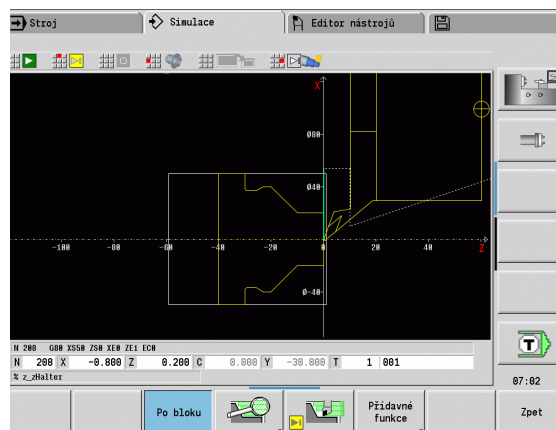 Stroj Simulace Editor nástrojů
X
Ø80
Ø40
-100 -80 -60 -40 -20 0 20 40 Z
Ø-40
N 208 G80 XS50 ZS0 XE0 ZE1 EC0
N 208 X -0.800 Z 0.200 C 0.000 Y -30.000 T 1 001
% z_zHalter
T
07:02
Po bloku
Přídavné
funkce
Zpet